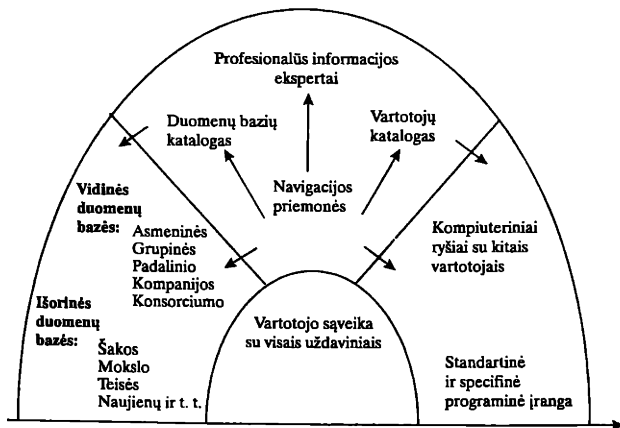 Profesionalūs informacijos
ekspertai
Duomenų bazių
katalogas
Vartotojų
katalogas
Navigacijos
priemonės
Vidinės
duomenų
bazės:
Asmeninės
Grupinės
Padalinio
Kompanijos
Konsorciumo
Kompiuteriniai
ryšiai su kitais
vartotojais
Išorinės
duomenų
bazės:
Šakos
Mokslo
Teisės
Naujienų ir t. t.
Vartotojo sąveika
su visais uždaviniais
Standartinė
ir specifinė
programinė įranga